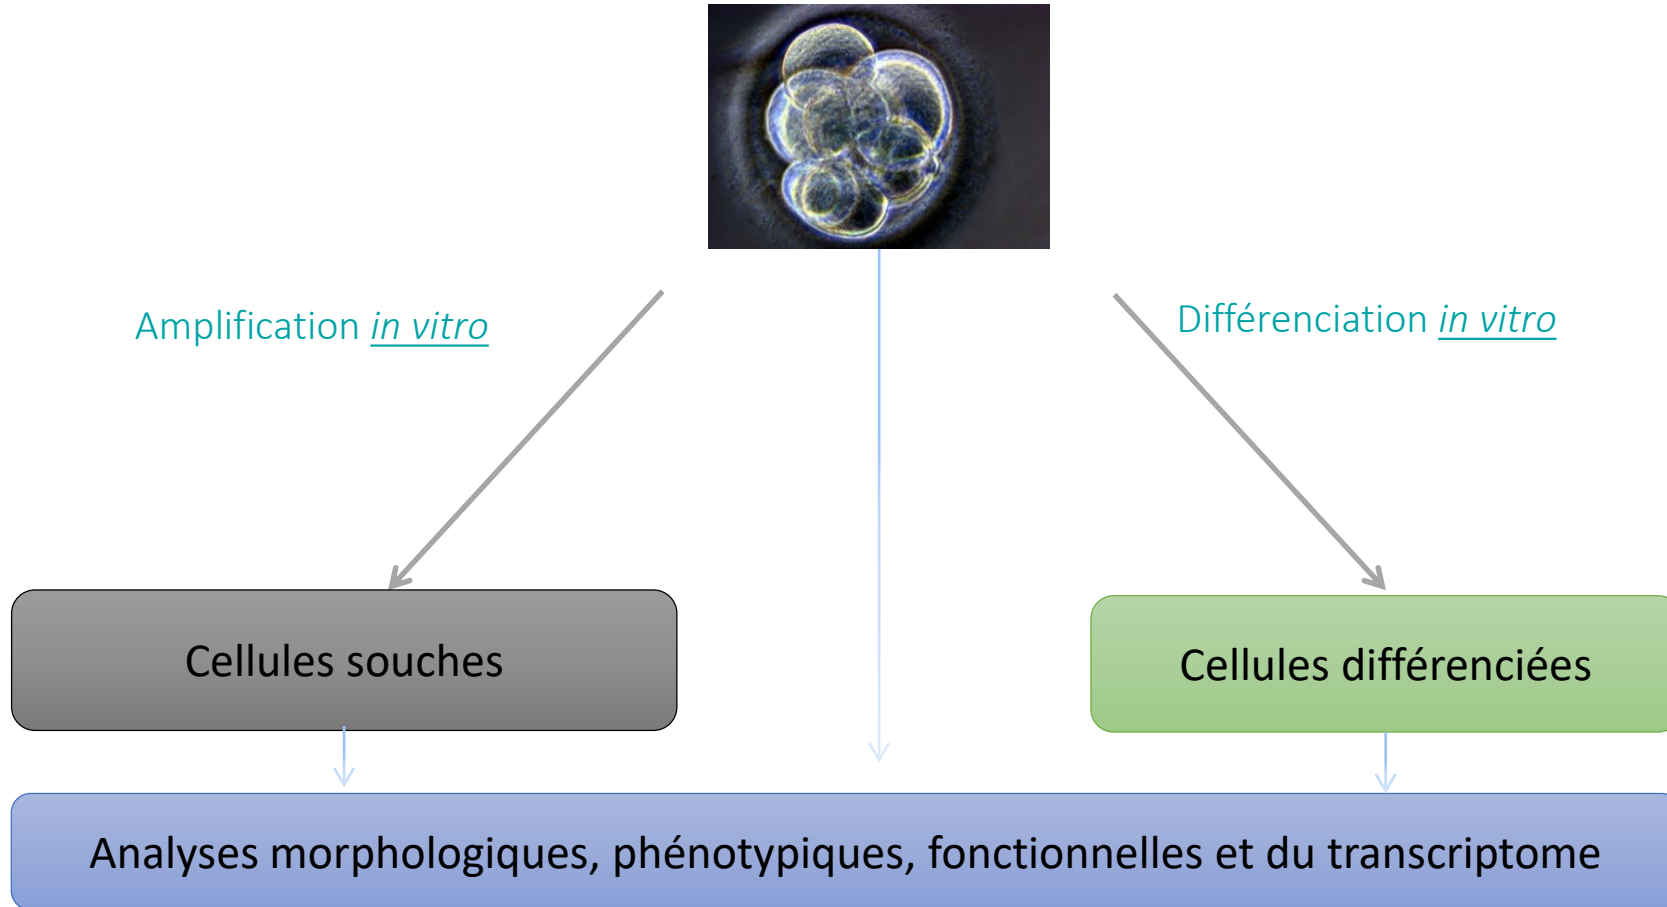 Amplification in vitro
Différenciation in vitro
Cellules souches
Cellules différenciées
Analyses morphologiques, phénotypiques, fonctionnelles et du transcriptome